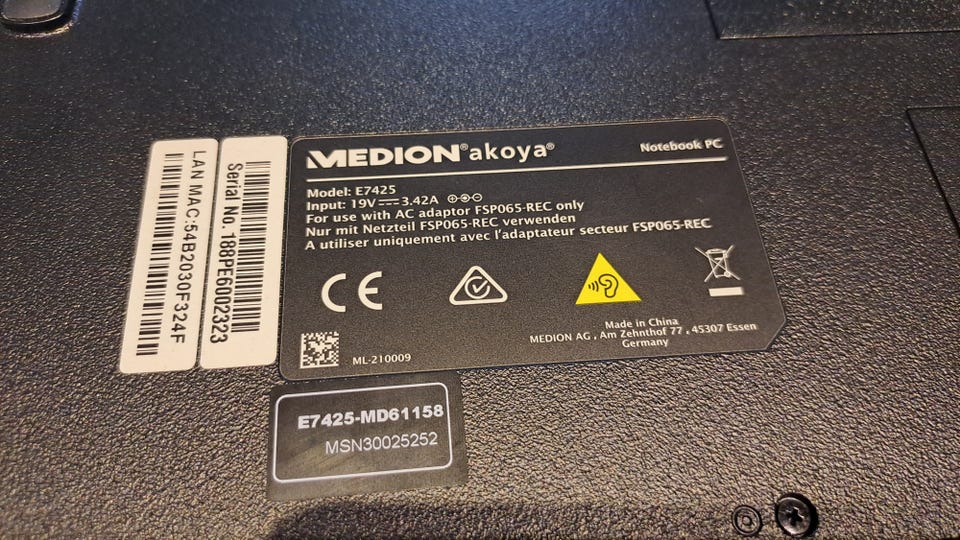 MEDION® akoya®
Notebook PC
Model: E7425
Input: 19V⎓3.42A
For use with AC adaptor FSP065-REC only
Nur mit Netzteil FSP065-REC verwenden
A utiliser uniquement avec l'adaptateur secteur FSP065-REC
CE
ML-210009
Made in China
MEDION AG , Am Zehnthof 77 , 45307 Essen
Germany
Serial No. 188PE6002323
LAN MAC:54B2030F324F
E7425-MD61158
MSN30025252